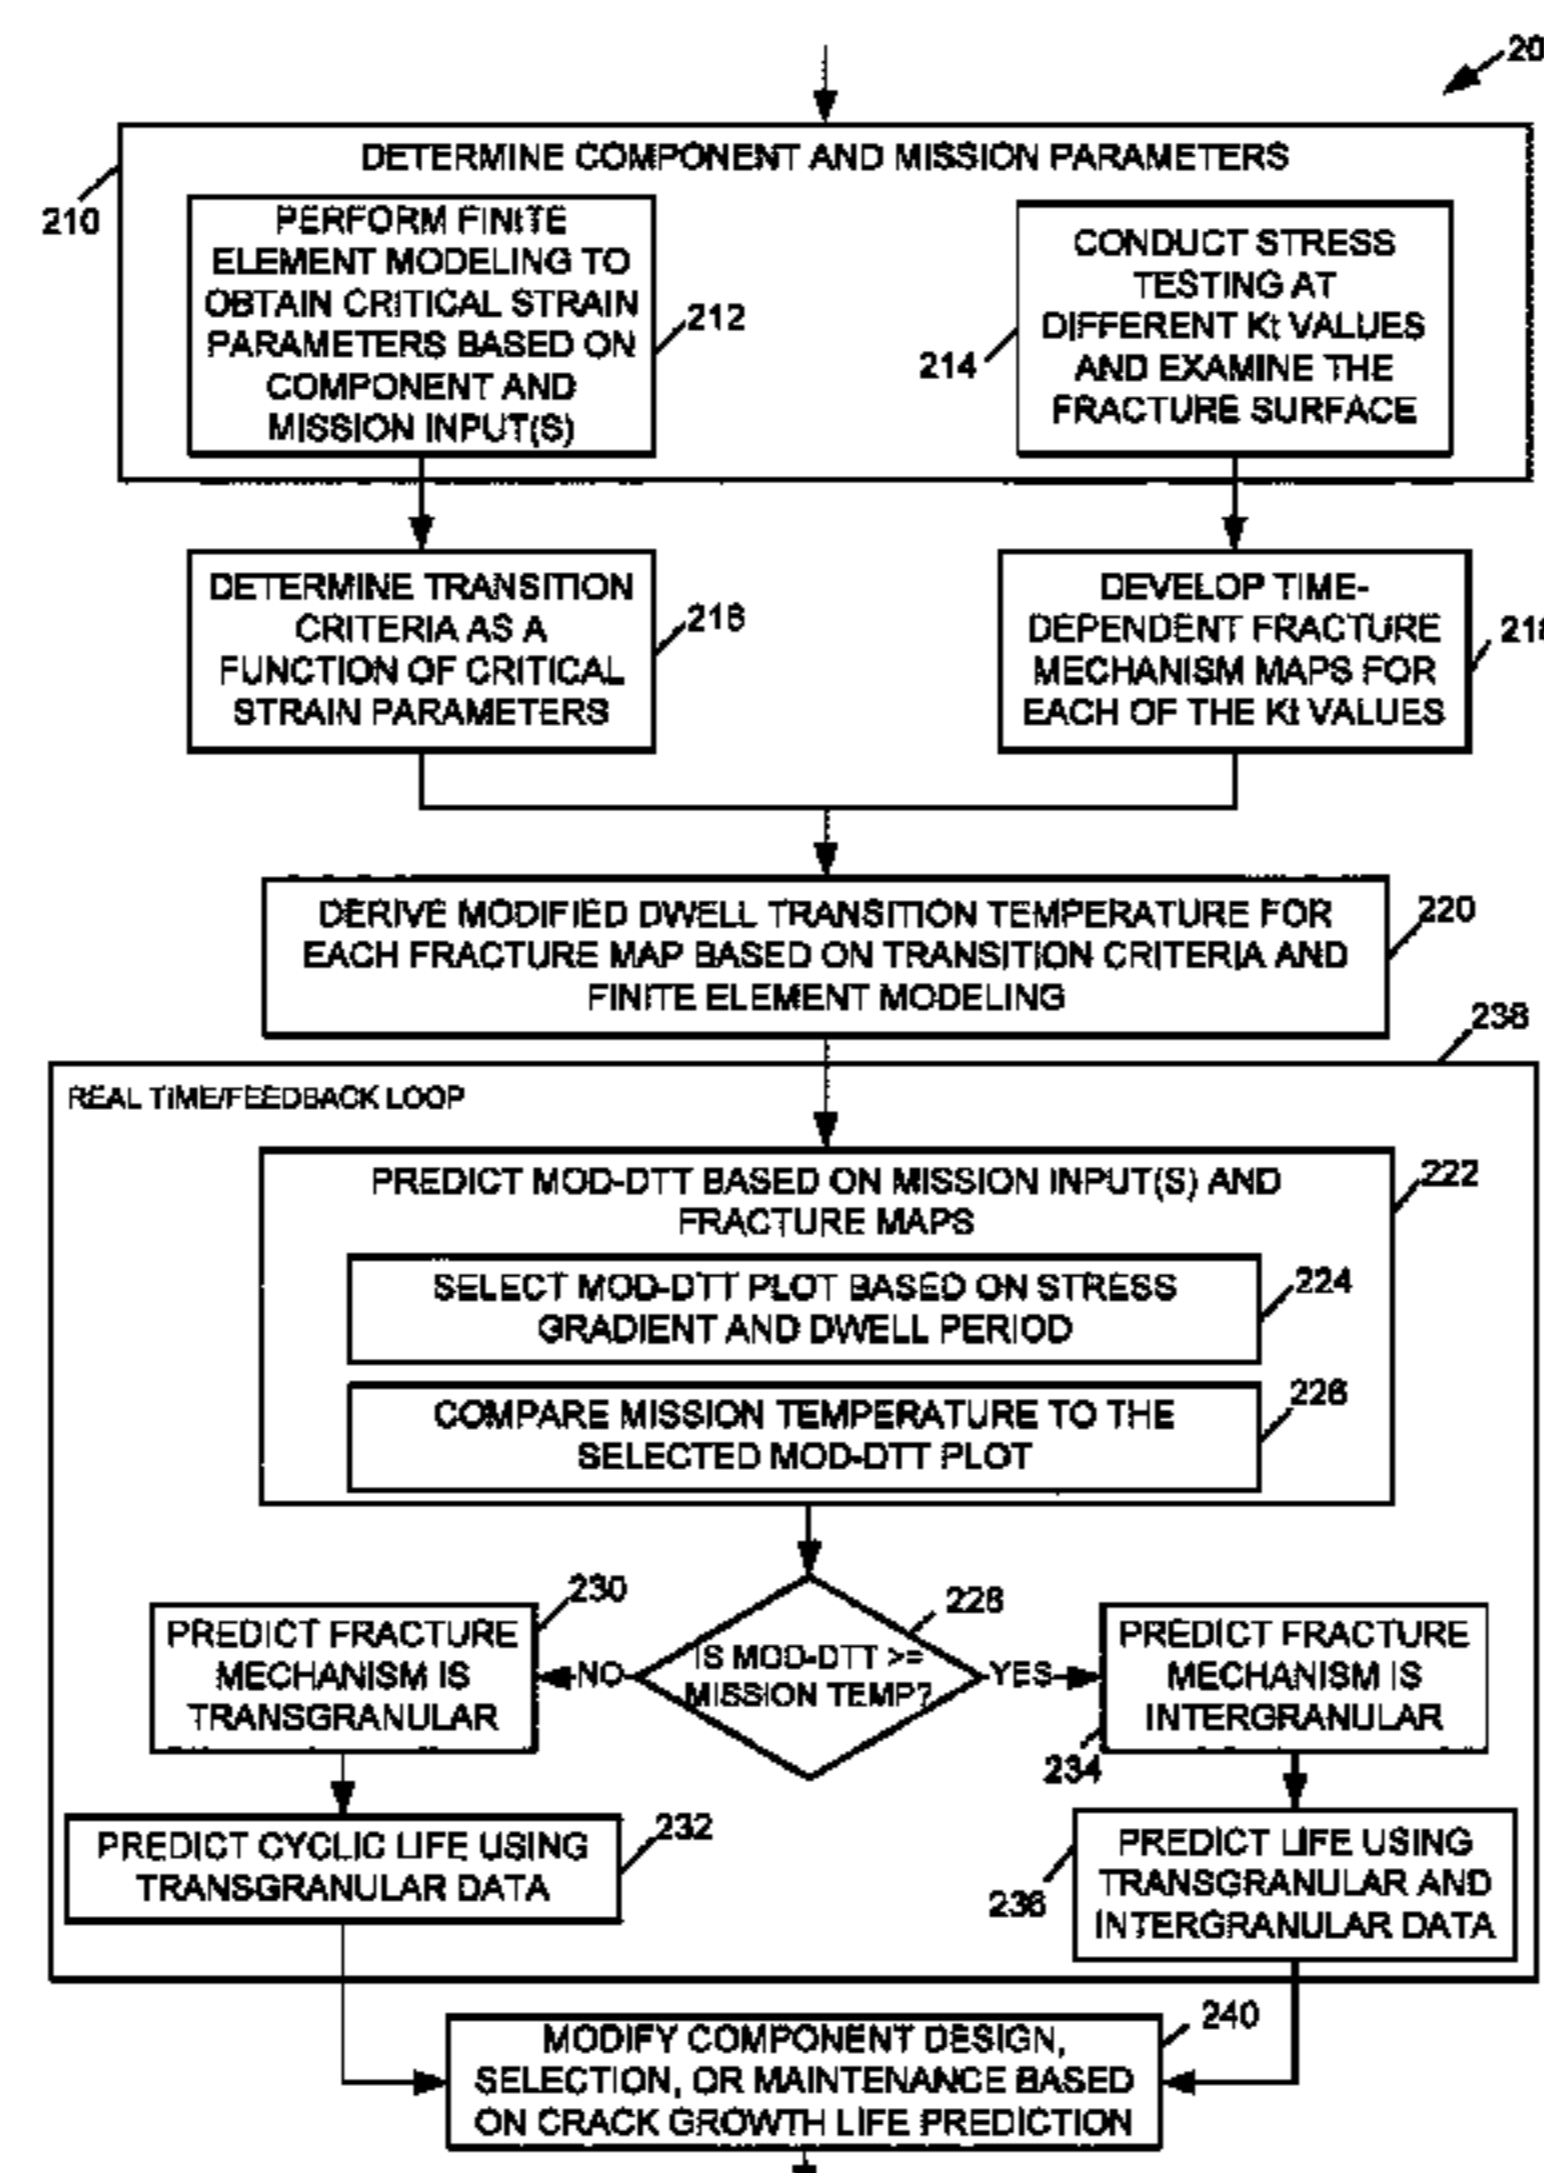 20
DETERMINE COMPONENT AND MISSION PARAMETERS
210
PERFORM FINITE
ELEMENT MODELING TO
OBTAIN CRITICAL STRAIN
PARAMETERS BASED ON
COMPONENT AND
MISSION INPUT(S)
212
CONDUCT STRESS
TESTING AT
DIFFERENT Kt VALUES
AND EXAMINE THE
FRACTURE SURFACE
214
DETERMINE TRANSITION
CRITERIA AS A
FUNCTION OF CRITICAL
STRAIN PARAMETERS
216
DEVELOP TIME-
DEPENDENT FRACTURE
MECHANISM MAPS FOR
EACH OF THE Kt VALUES
218
DERIVE MODIFIED DWELL TRANSITION TEMPERATURE FOR
EACH FRACTURE MAP BASED ON TRANSITION CRITERIA AND
FINITE ELEMENT MODELING
220
238
REAL TIME/FEEDBACK LOOP
PREDICT MOD-DTT BASED ON MISSION INPUT(S) AND
FRACTURE MAPS
222
SELECT MOD-DTT PLOT BASED ON STRESS
GRADIENT AND DWELL PERIOD
224
COMPARE MISSION TEMPERATURE TO THE
SELECTED MOD-DTT PLOT
226
230
PREDICT FRACTURE
MECHANISM IS
TRANSGRANULAR
NO
IS MOD-DTT >=
MISSION TEMP?
228
YES
PREDICT FRACTURE
MECHANISM IS
INTERGRANULAR
234
PREDICT CYCLIC LIFE USING
TRANSGRANULAR DATA
232
PREDICT LIFE USING
TRANSGRANULAR AND
INTERGRANULAR DATA
236
MODIFY COMPONENT DESIGN,
SELECTION, OR MAINTENANCE BASED
ON CRACK GROWTH LIFE PREDICTION
240